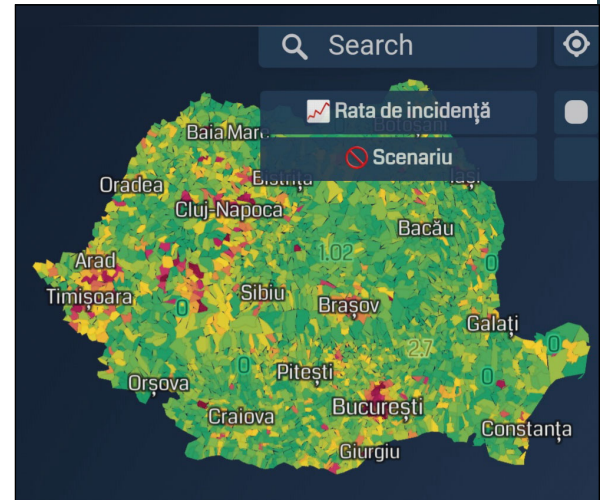 Search
Rata de incidență
Botoșani
Baia Mare
Scenariu
Bistrița
Iași
Oradea
Cluj-Napoca
Bacău
1.02
0
Arad
Timișoara
0
Sibiu
Brașov
Galați
0
2.7
0
Pitești
0
Orșova
București
Craiova
Constanța
Giurgiu